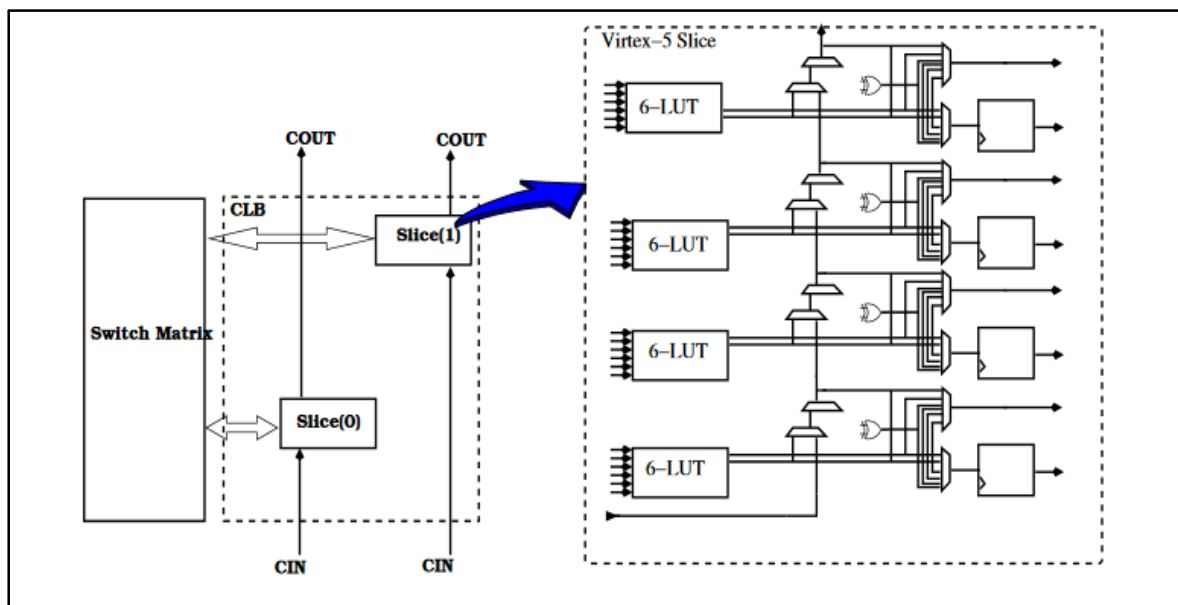 Virtex–5 Slice
6–LUT
COUT
COUT
CLB
Slice(1)
6–LUT
Switch Matrix
6–LUT
Slice(0)
6–LUT
CIN
CIN